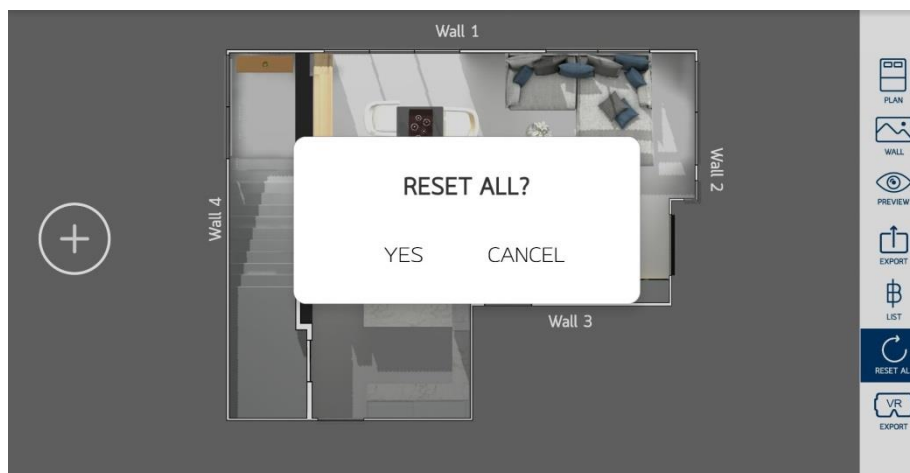 Wall 1
Wall 2
Wall 4
RESET ALL?
YES CANCEL
Wall 3
PLAN
WALL
PREVIEW
EXPORT
LIST
RESET AL
VR
EXPORT